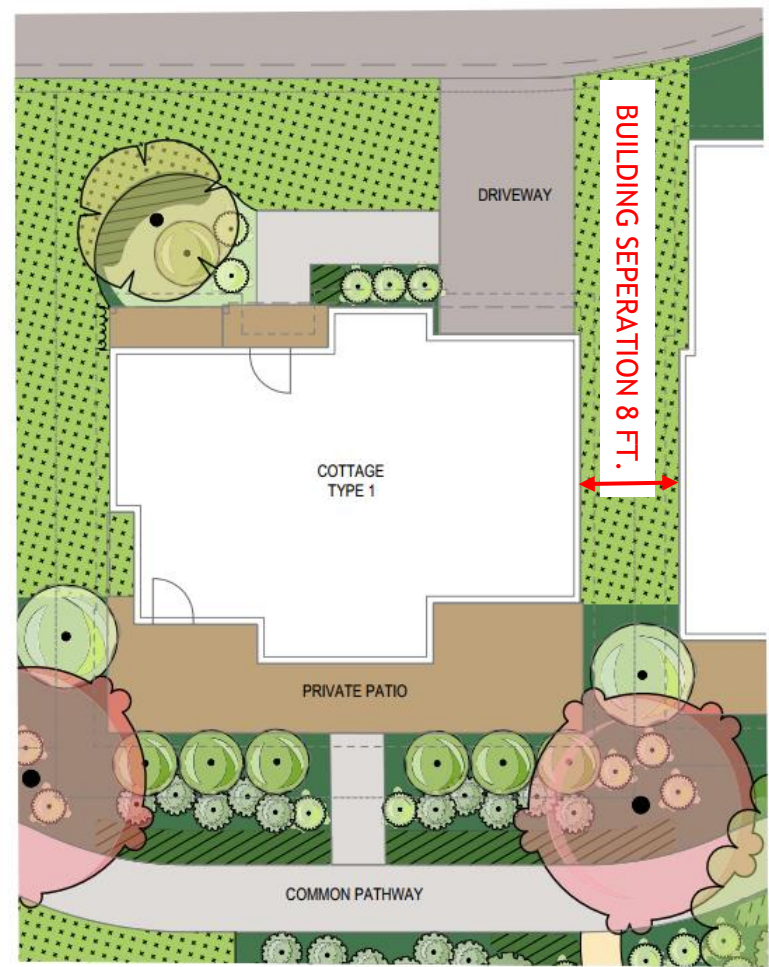 DRIVEWAY
BUILDING SEPERATION 8 FT.
COTTAGE
TYPE 1
PRIVATE PATIO
COMMON PATHWAY